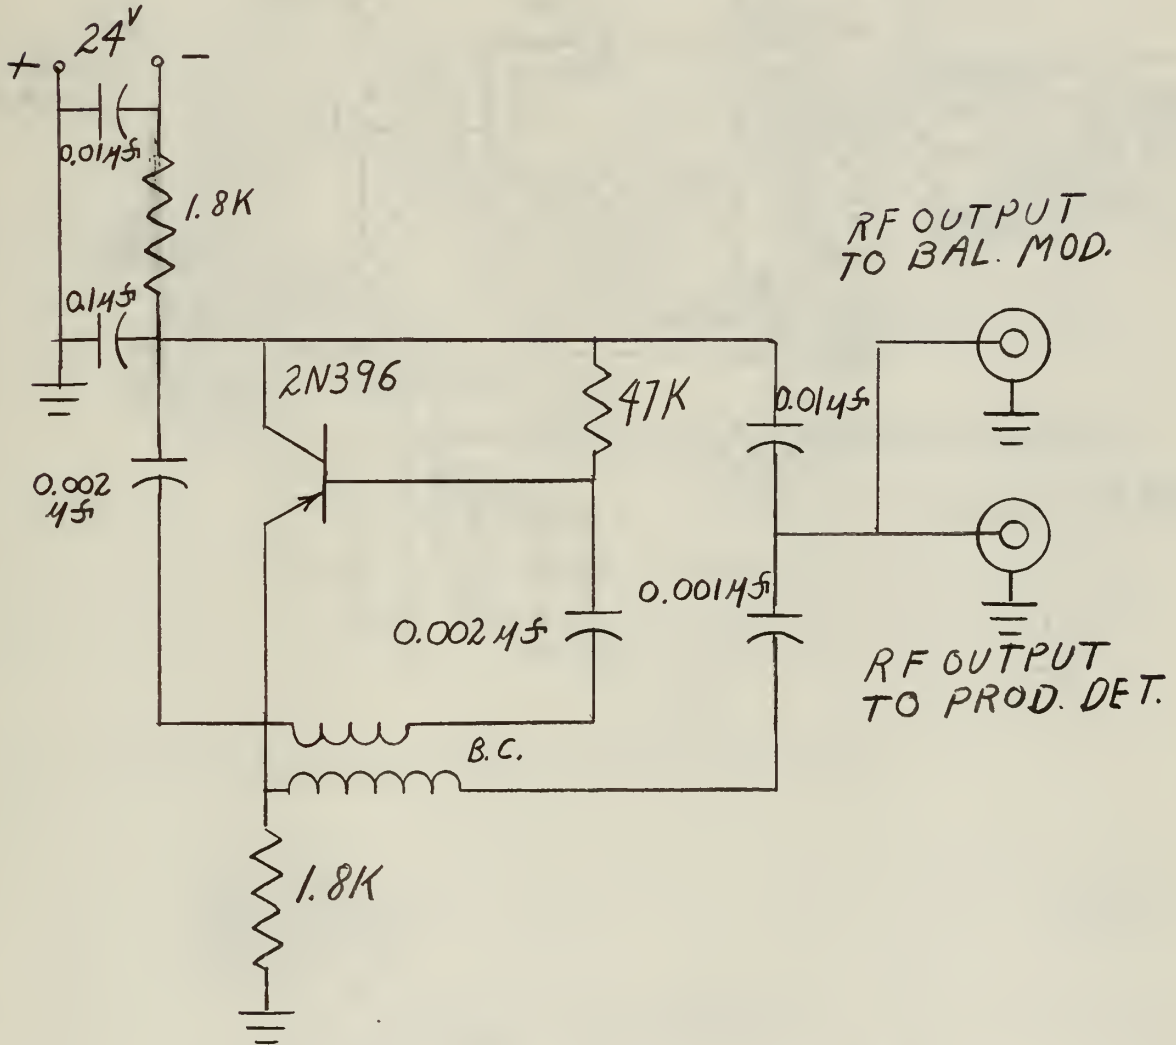 24V
+ -
0.01µf
1.8K
0.1µf
2N396
47K
0.01µf
RF OUTPUT
TO BAL. MOD.
0.002
µf
0.002µf
0.001µf
RF OUTPUT
TO PROD. DET.
B.C.
1.8K